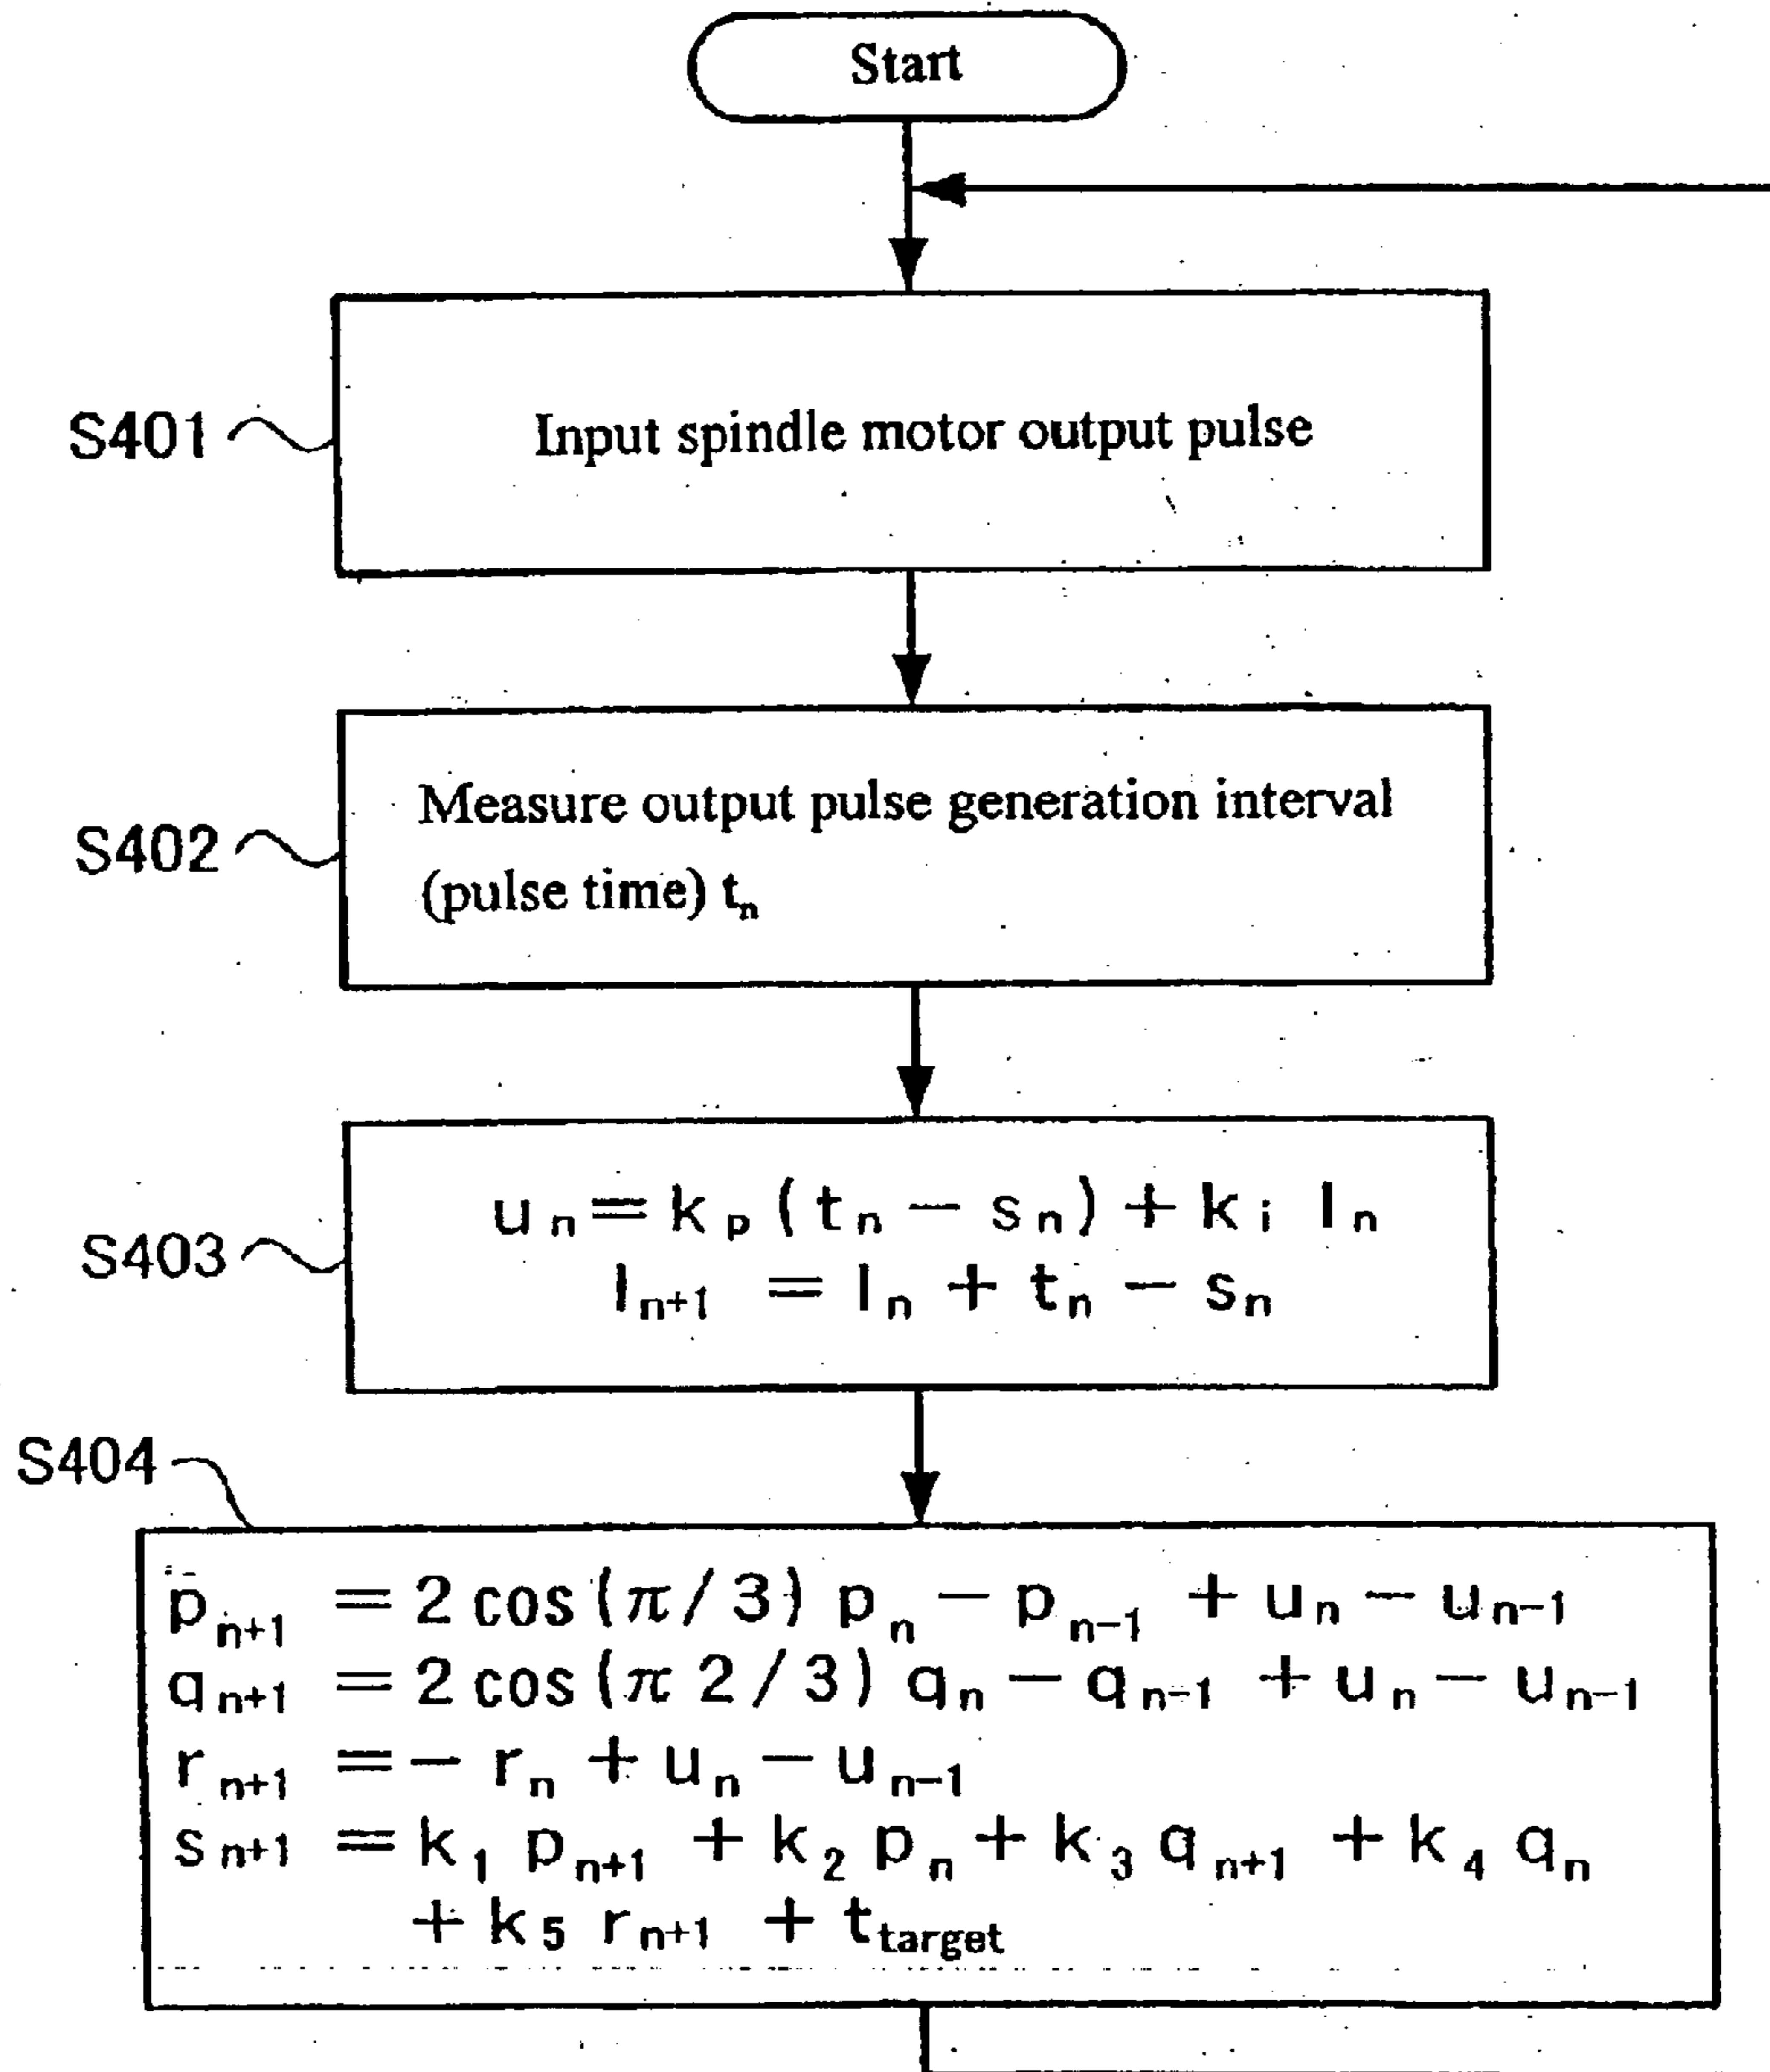 Start
S401
Input spindle motor output pulse
S402
Measure output pulse generation interval
(pulse time) tₙ
S403
uₙ = kₚ (tₙ − sₙ) + kᵢ Iₙ
Iₙ₊₁ = Iₙ + tₙ − sₙ
S404
pₙ₊₁ = 2 cos(π/3) pₙ − pₙ₋₁ + uₙ − uₙ₋₁
qₙ₊₁ = 2 cos(π 2/3) qₙ − qₙ₋₁ + uₙ − uₙ₋₁
rₙ₊₁ = − rₙ + uₙ − uₙ₋₁
sₙ₊₁ = k₁ pₙ₊₁ + k₂ pₙ + k₃ qₙ₊₁ + k₄ qₙ
+ k₅ rₙ₊₁ + t_target